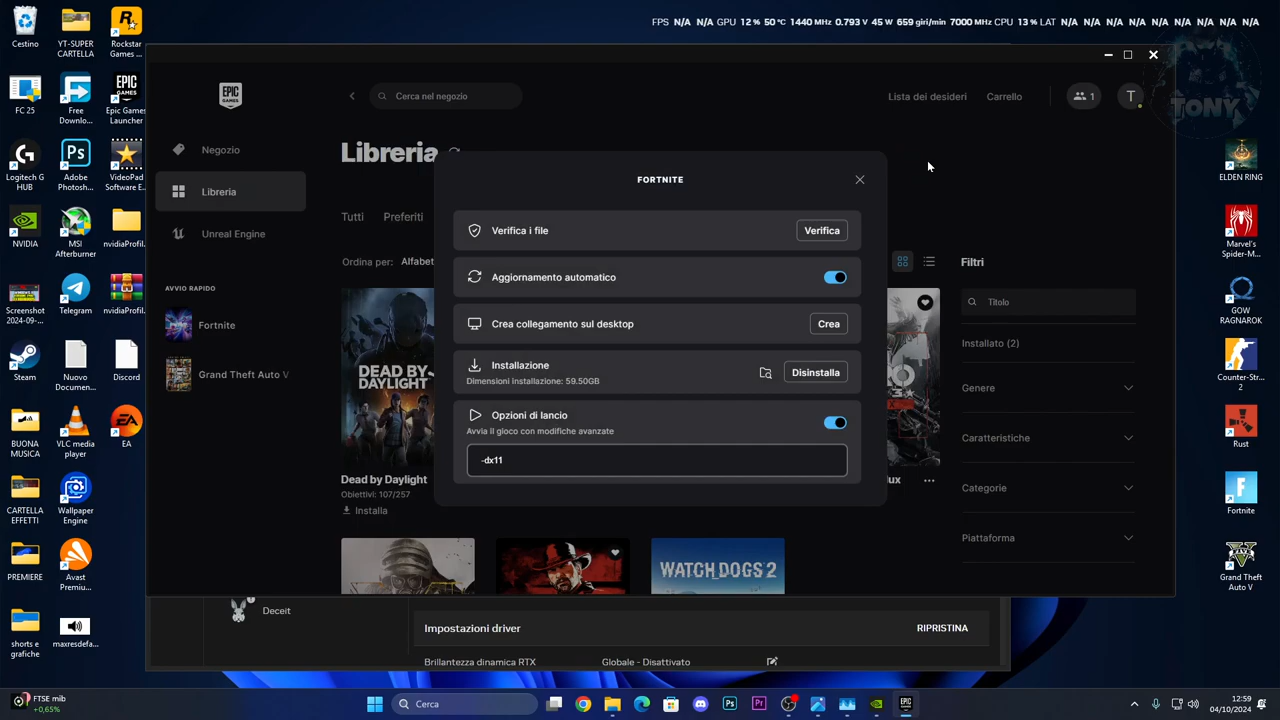 FPS N/A N/A GPU 12 % 50 °C 1440 MHz 0.793 V 45 W 659 giri/min 7000 MHz CPU 13 % LAT N/A N/A N/A N/A N/A N/A N/A
Cestino
YT-SUPER CARTELLA
Rockstar Games ...
FC 25
Free Downlo...
Epic Games Launcher
Logitech G HUB
Adobe Photosh...
VideoPad Software E...
NVIDIA
MSI Afterburner
nvidiaProfil...
Screenshot 2024-09-...
Telegram
nvidiaProfil...
Steam
Nuovo Documen...
Discord
BUONA MUSICA
VLC media player
EA
CARTELLA EFFETTI
Wallpaper Engine
PREMIERE
Avast Premiu...
shorts e grafiche
maxresdefa...
EPIC GAMES
Cerca nel negozio
Lista dei desideri
Carrello
1
T
TONY
Negozio
Libreria
Unreal Engine
AVVIO RAPIDO
Fortnite
Grand Theft Auto V
Libreria
Tutti
Preferiti
Ordina per: Alfabet
FORTNITE
Verifica i file
Verifica
Aggiornamento automatico
Crea collegamento sul desktop
Crea
Installazione
Dimensioni installazione: 59.50GB
Disinstalla
Opzioni di lancio
Avvia il gioco con modifiche avanzate
-dx11
DEAD BY DAYLIGHT
Dead by Daylight
Obiettivi: 107/257
Installa
WATCH DOGS 2
Filtri
Titolo
Installato (2)
Genere
Caratteristiche
Categorie
Piattaforma
Deceit
Impostazioni driver
RIPRISTINA
Brillantezza dinamica RTX
Globale - Disattivato
ELDEN RING
Marvel's Spider-M...
GOW RAGNAROK
Counter-Str... 2
Rust
Fortnite
Grand Theft Auto V
FTSE mib
+0,65%
Cerca
12:59
04/10/2024